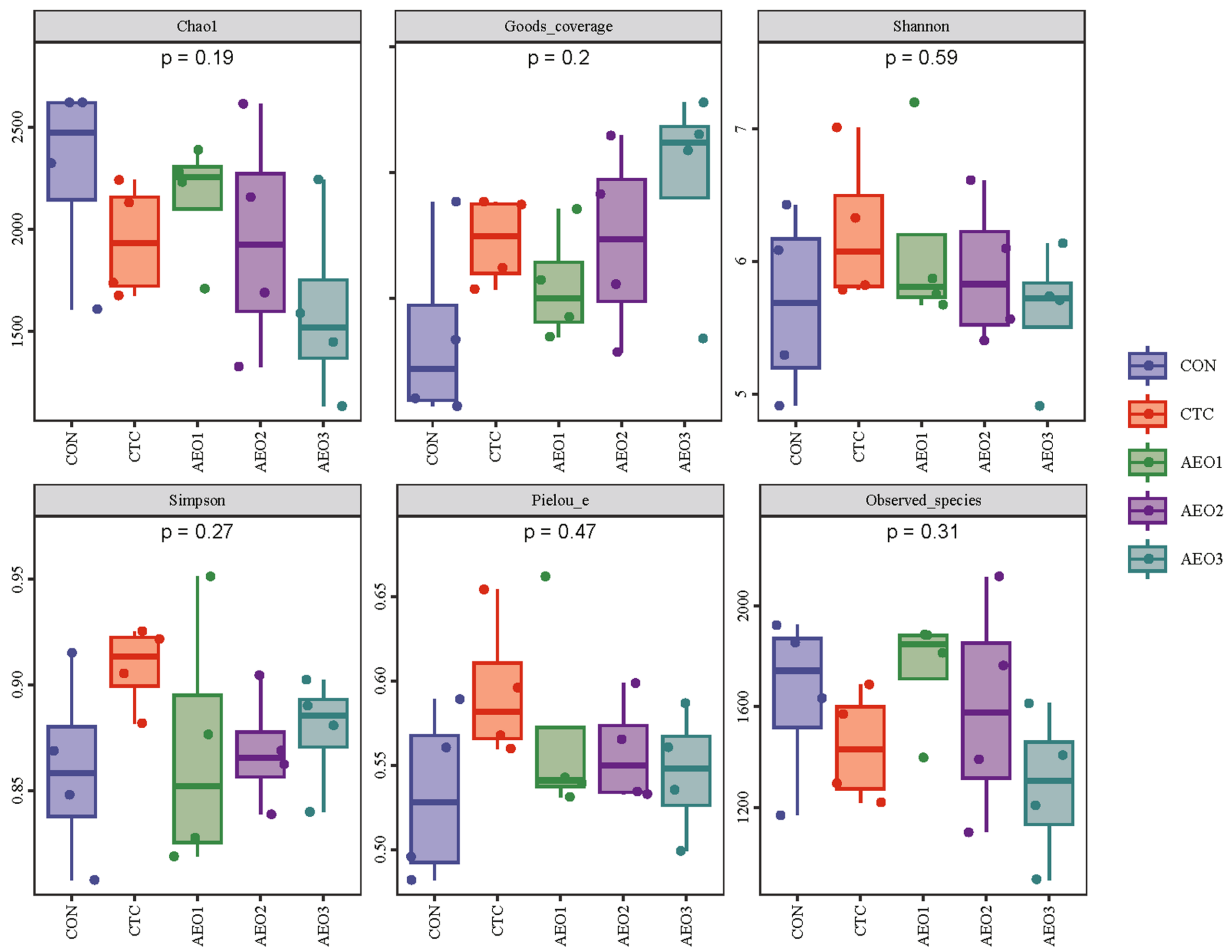 Chao1
Goods_coverage
Shannon
p = 0.19
p = 0.2
p = 0.59
2500
2000
1500
7
6
5
CON
CTC
AEO1
AEO2
AEO3
CON
CTC
AEO1
AEO2
AEO3
CON
CTC
AEO1
AEO2
AEO3
Simpson
Pielou_e
Observed_species
p = 0.27
p = 0.47
p = 0.31
0.95
0.90
0.85
0.65
0.60
0.55
0.50
2000
1600
1200
CON
CTC
AEO1
AEO2
AEO3
CON
CTC
AEO1
AEO2
AEO3
CON
CTC
AEO1
AEO2
AEO3
CON
CTC
AEO1
AEO2
AEO3